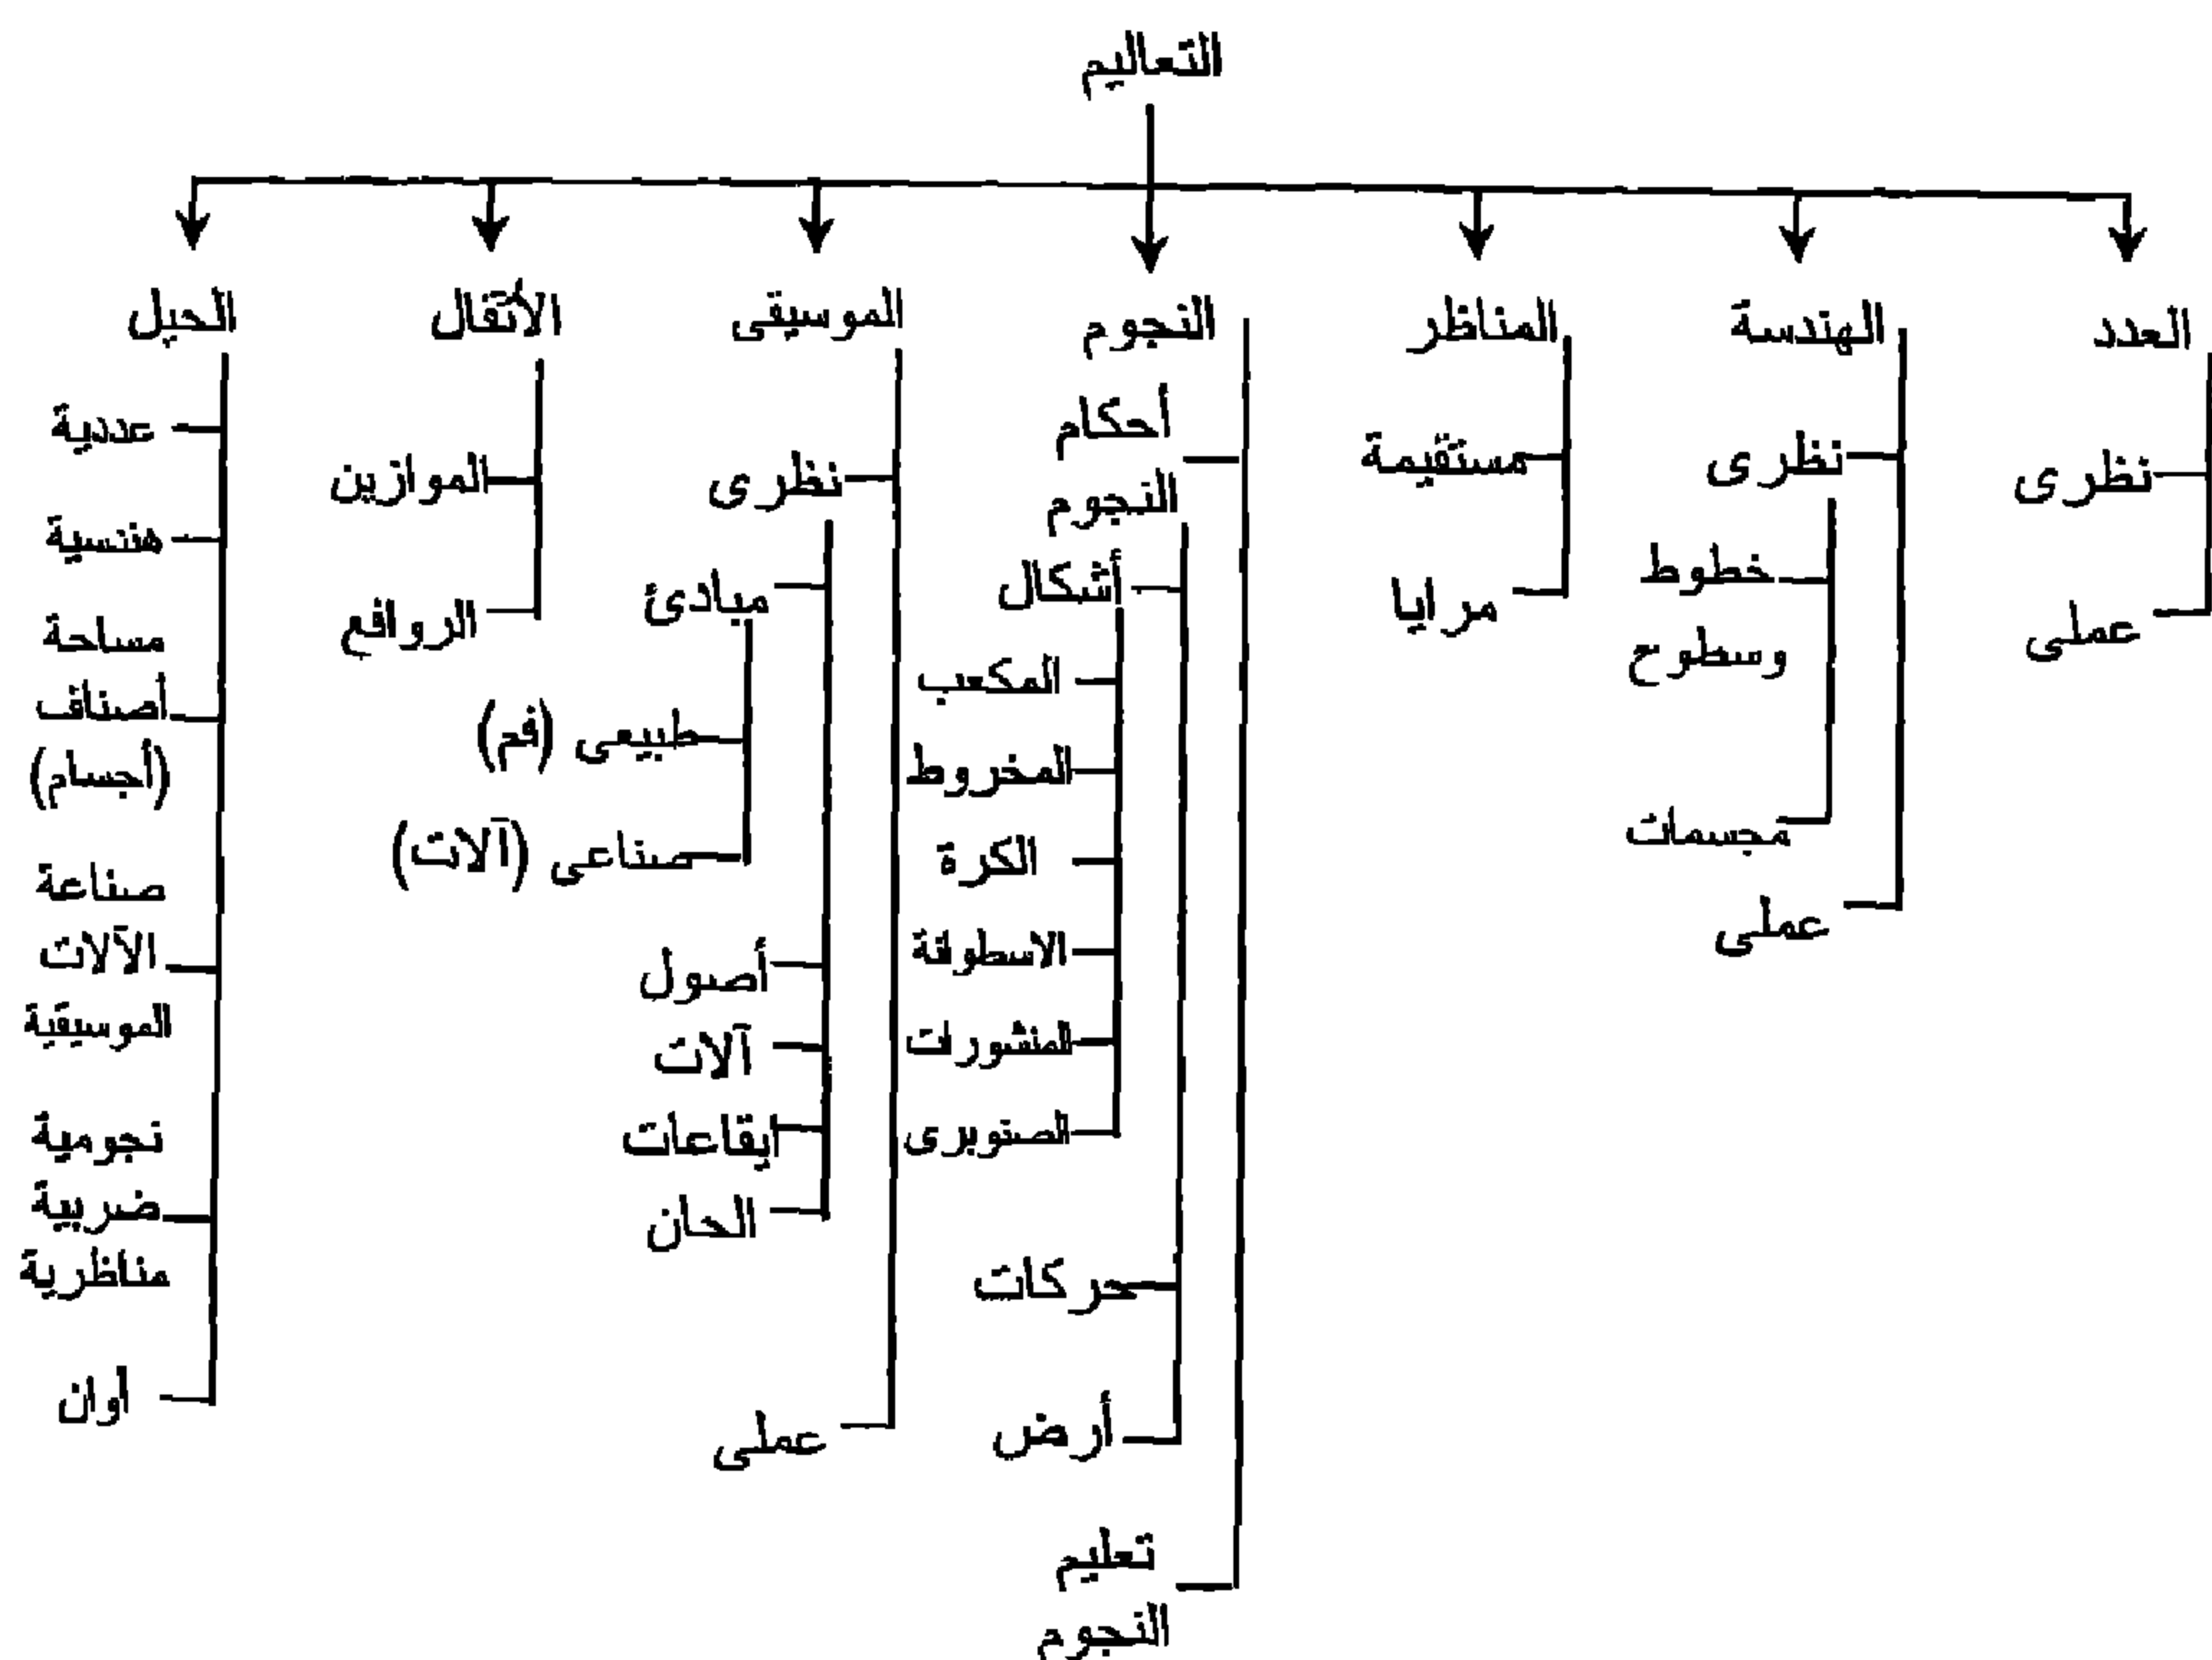 التعاليم
العدد
نظرى
عملى
الهندسة
نظرى
خطوط
وسطوح
مجسمات
عملى
المناظر
مستقيمة
مرايا
النجوم
أحكام
النجوم
أشكال
المكعب
المخروط
الكرة
الاسطوانة
المنشورات
الصنوبرى
حركات
أرض
تعليم
النجوم
الموسيقى
نظرى
مبادئ
طبيعى (فم)
صناعى (آلات)
أصول
آلات
ايقاعات
الحان
عملى
الأثقال
الموازين
الروافع
الحيل
عددية
هندسية
مساحة
أصناف
(أجسام)
صناعة
الآلات
الموسيقية
نجومية
ضربية
مناظرية
أوان